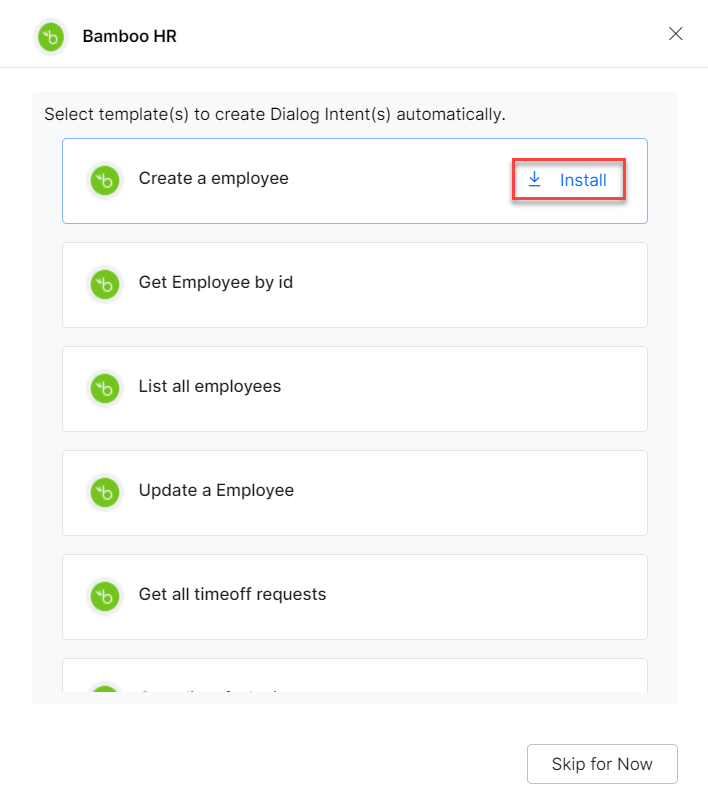 Bamboo HR
Select template(s) to create Dialog Intent(s) automatically.
Create a employee
Install
Get Employee by id
List all employees
Update a Employee
Get all timeoff requests
Skip for Now